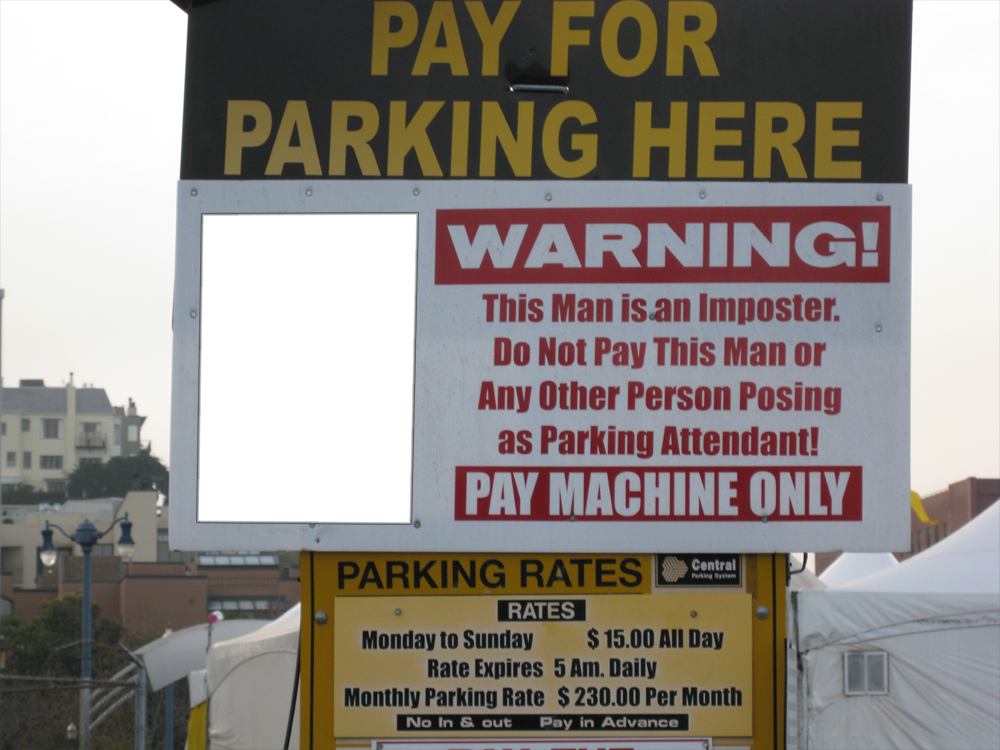 PAY FOR
PARKING HERE
WARNING!
This Man is an Imposter.
Do Not Pay This Man or
Any Other Person Posing
as Parking Attendant!
PAY MACHINE ONLY
PARKING RATES
Central
Parking System
RATES
Monday to Sunday $ 15.00 All Day
Rate Expires 5 Am. Daily
Monthly Parking Rate $ 230.00 Per Month
No In & out Pay in Advance